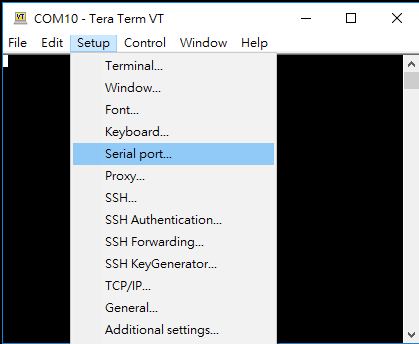 COM10 - Tera Term VT
File Edit Setup Control Window Help
Terminal...
Window...
Font...
Keyboard...
Serial port...
Proxy...
SSH...
SSH Authentication...
SSH Forwarding...
SSH KeyGenerator...
TCP/IP...
General...
Additional settings...